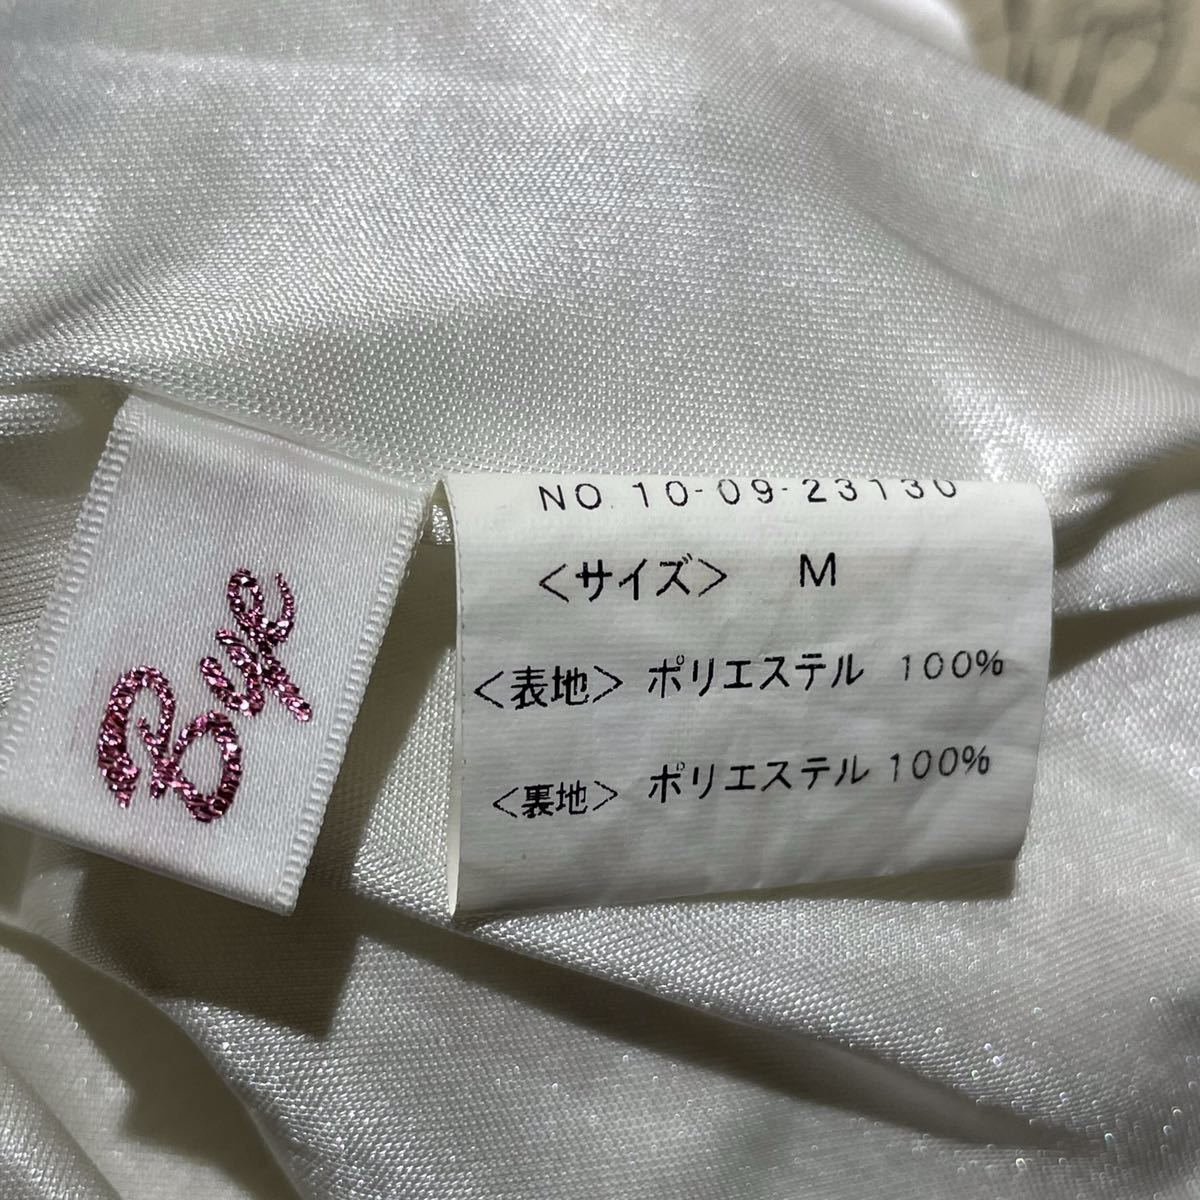 Bye
NO. 10-09-23130
<サイズ> M
<表地> ポリエステル 100%
<裏地> ポリエステル 100%